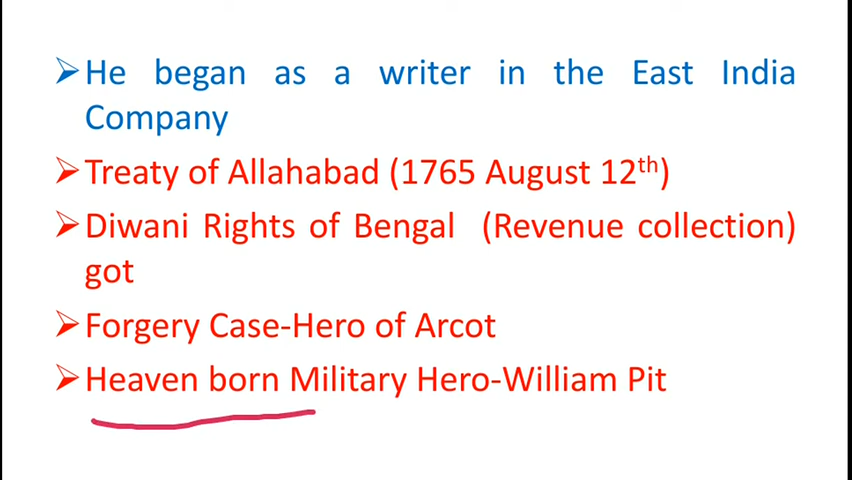 He began as a writer in the East India
Company
Treaty of Allahabad (1765 August 12th)
Diwani Rights of Bengal (Revenue collection)
got
Forgery Case-Hero of Arcot
Heaven born Military Hero-William Pit